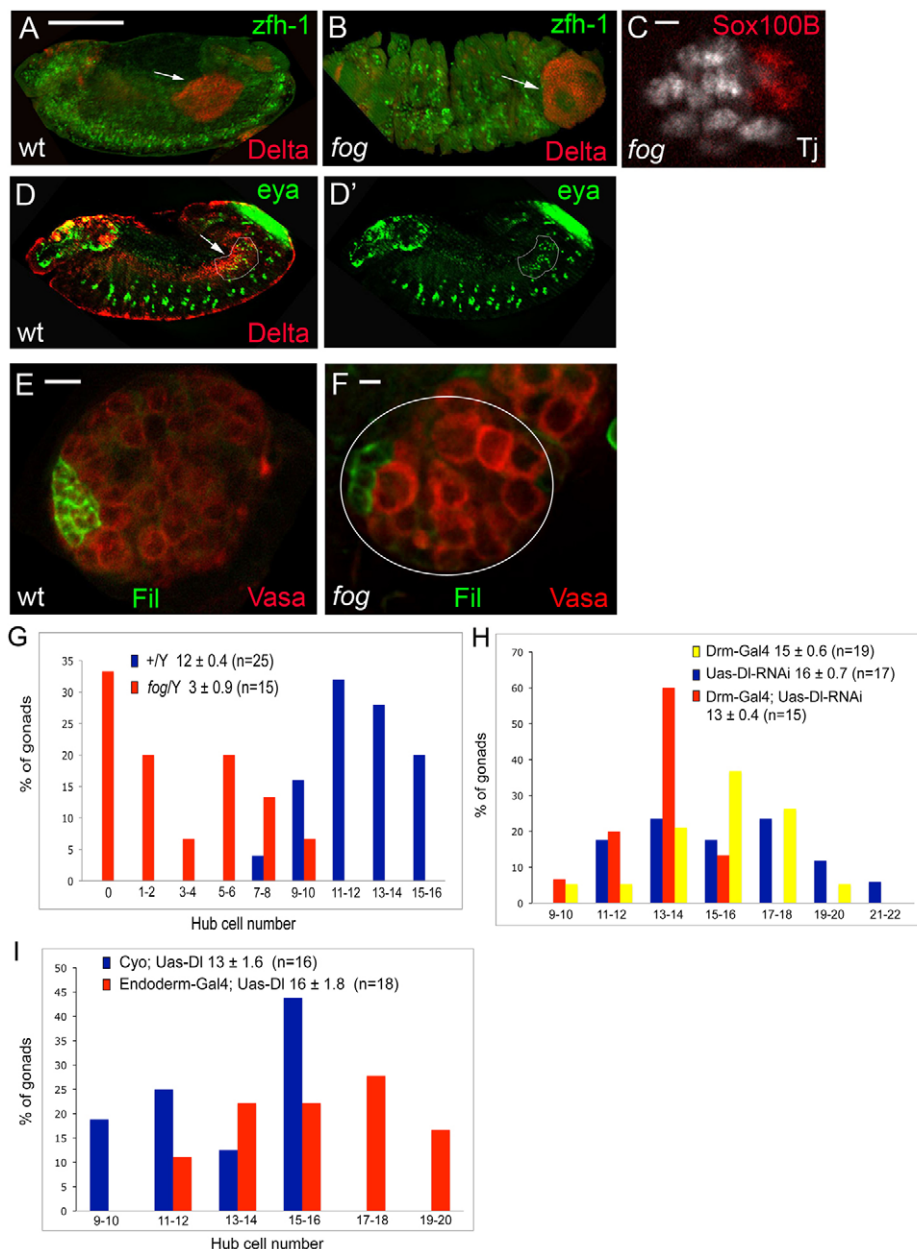 A zfh-1
wt Delta
B zfh-1
fog Delta
C Sox100B
fog Tj
D eya
wt Delta
D' eya
E
wt Fil Vasa
F
fog Fil Vasa
G
+/Y 12 ± 0.4 (n=25)
fog/Y 3 ± 0.9 (n=15)
% of gonads
35
30
25
20
15
10
5
0
0 1-2 3-4 5-6 7-8 9-10 11-12 13-14 15-16
Hub cell number
H
Drm-Gal4 15 ± 0.6 (n=19)
Uas-Dl-RNAi 16 ± 0.7 (n=17)
Drm-Gal4; Uas-Dl-RNAi
13 ± 0.4 (n=15)
% of gonads
70
60
50
40
30
20
10
0
9-10 11-12 13-14 15-16 17-18 19-20 21-22
Hub cell number
I
Cyo; Uas-Dl 13 ± 1.6 (n=16)
Endoderm-Gal4; Uas-Dl 16 ± 1.8 (n=18)
% of gonads
50
45
40
35
30
25
20
15
10
5
0
9-10 11-12 13-14 15-16 17-18 19-20
Hub cell number